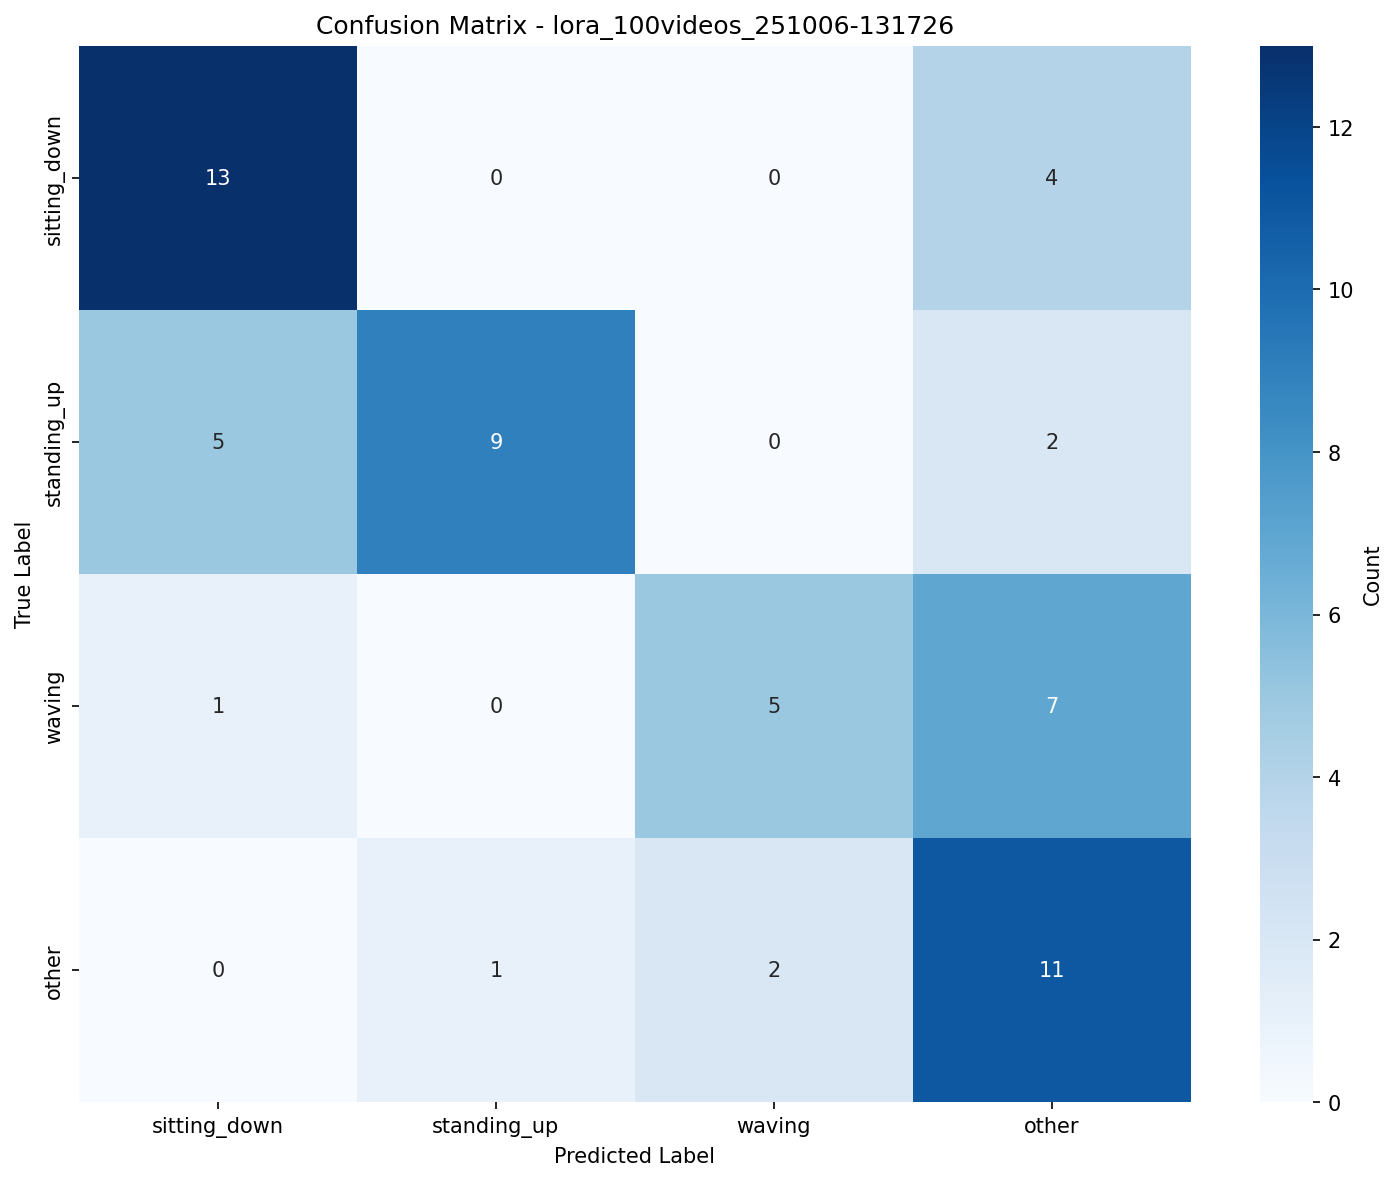 Confusion Matrix - lora_100videos_251006-131726
True Label
sitting_down
13 0 0 4
standing_up
5 9 0 2
waving
1 0 5 7
other
0 1 2 11
sitting_down standing_up waving other
Predicted Label
12
10
8
6
4
2
0
Count